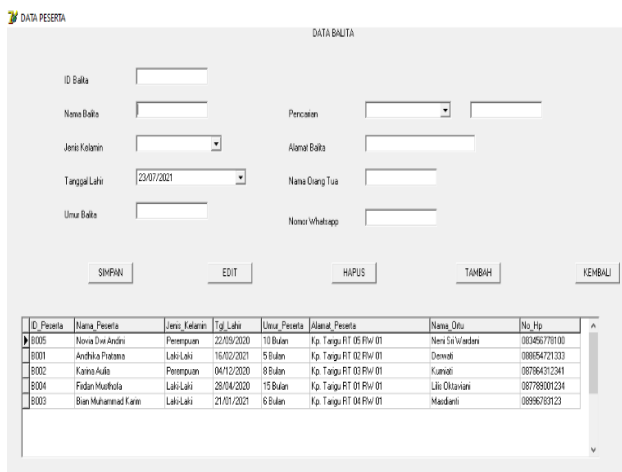 DATA PESERTA
DATA BALITA
ID Balita
Nama Balita
Pencarian
Jenis Kelamin
Alamat Balita
Tanggal Lahir 23/07/2021
Nama Orang Tua
Umur Balita
Nomor Whatsapp
SIMPAN EDIT HAPUS TAMBAH KEMBALI
ID_Peserta Nama_Peserta Jenis_Kelamin Tgl_Lahir Umur_Peserta Alamat_Peserta Nama_Ortu No_Hp
B005 Novia Dwi Andini Perempuan 22/09/2020 10 Bulan Kp. Tarigu RT 05 RW 01 Neni Sri Wardani 083456778100
B001 Andhika Pratama Laki-Laki 16/02/2021 5 Bulan Kp. Tarigu RT 02 RW 01 Derwati 088654721333
B002 Karina Aulia Perempuan 04/12/2020 8 Bulan Kp. Tarigu RT 03 RW 01 Kurniati 087864312341
B004 Firdan Musthofa Laki-Laki 28/04/2020 15 Bulan Kp. Tarigu RT 01 RW 01 Lilis Oktaviani 087789001234
B003 Bian Muhammad Karim Laki-Laki 21/01/2021 6 Bulan Kp. Tarigu RT 04 RW 01 Masdianti 08996783123